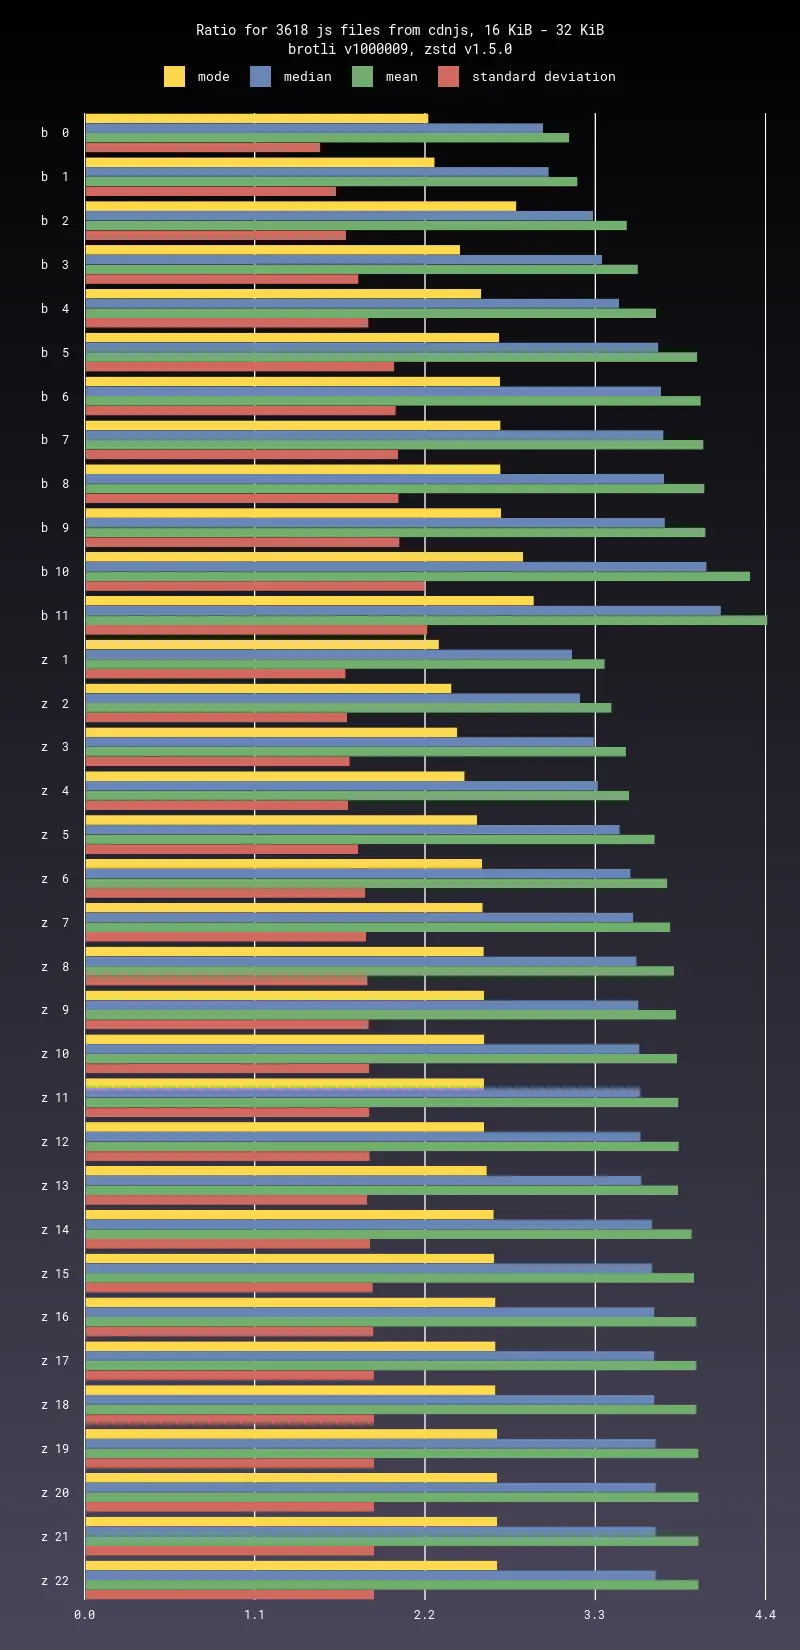 Ratio for 3618 js files from cdnjs, 16 KiB - 32 KiB
brotli v1000009, zstd v1.5.0
mode median mean standard deviation
b 0
b 1
b 2
b 3
b 4
b 5
b 6
b 7
b 8
b 9
b 10
b 11
z 1
z 2
z 3
z 4
z 5
z 6
z 7
z 8
z 9
z 10
z 11
z 12
z 13
z 14
z 15
z 16
z 17
z 18
z 19
z 20
z 21
z 22
0.0 1.1 2.2 3.3 4.4